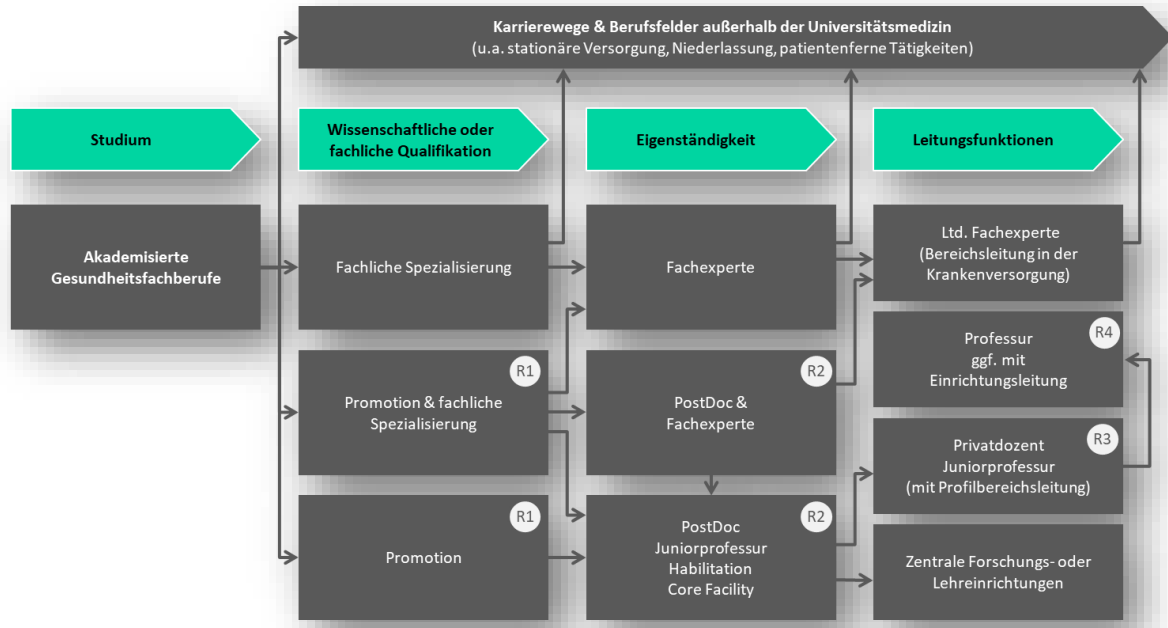 Karrierewege & Berufsfelder außerhalb der Universitätsmedizin
(u.a. stationäre Versorgung, Niederlassung, patientenferne Tätigkeiten)
Studium
Wissenschaftliche oder
fachliche Qualifikation
Eigenständigkeit
Leitungsfunktionen
Akademisierte
Gesundheitsfachberufe
Fachliche Spezialisierung
Fachexperte
Ltd. Fachexperte
(Bereichsleitung in der
Krankenversorgung)
R1
Promotion & fachliche
Spezialisierung
R2
PostDoc &
Fachexperte
R4
Professur
ggf. mit
Einrichtungsleitung
R3
Privatdozent
Juniorprofessur
(mit Profilbereichsleitung)
R1
Promotion
R2
PostDoc
Juniorprofessur
Habilitation
Core Facility
Zentrale Forschungs- oder
Lehreinrichtungen